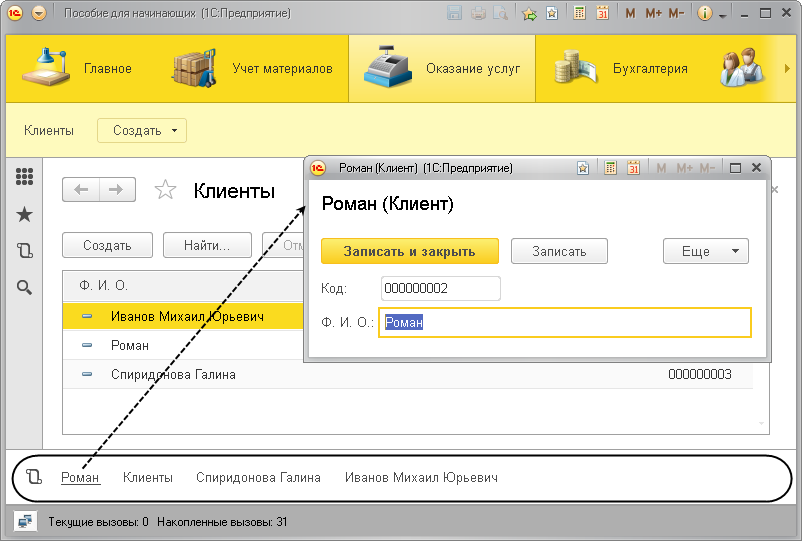 Пособие для начинающих (1С:Предприятие)
M M+ M-
Главное
Учет материалов
Оказание услуг
Бухгалтерия
Клиенты
Создать
Роман (Клиент) (1С:Предприятие)
M M+ M-
Клиенты
Роман (Клиент)
Создать
Найти...
Отм
Записать и закрыть
Записать
Еще
Код:
000000002
Ф. И. О.
Ф. И. О.:
Роман
Иванов Михаил Юрьевич
Роман
Спиридонова Галина
000000003
Роман
Клиенты
Спиридонова Галина
Иванов Михаил Юрьевич
Текущие вызовы: 0 Накопленные вызовы: 31